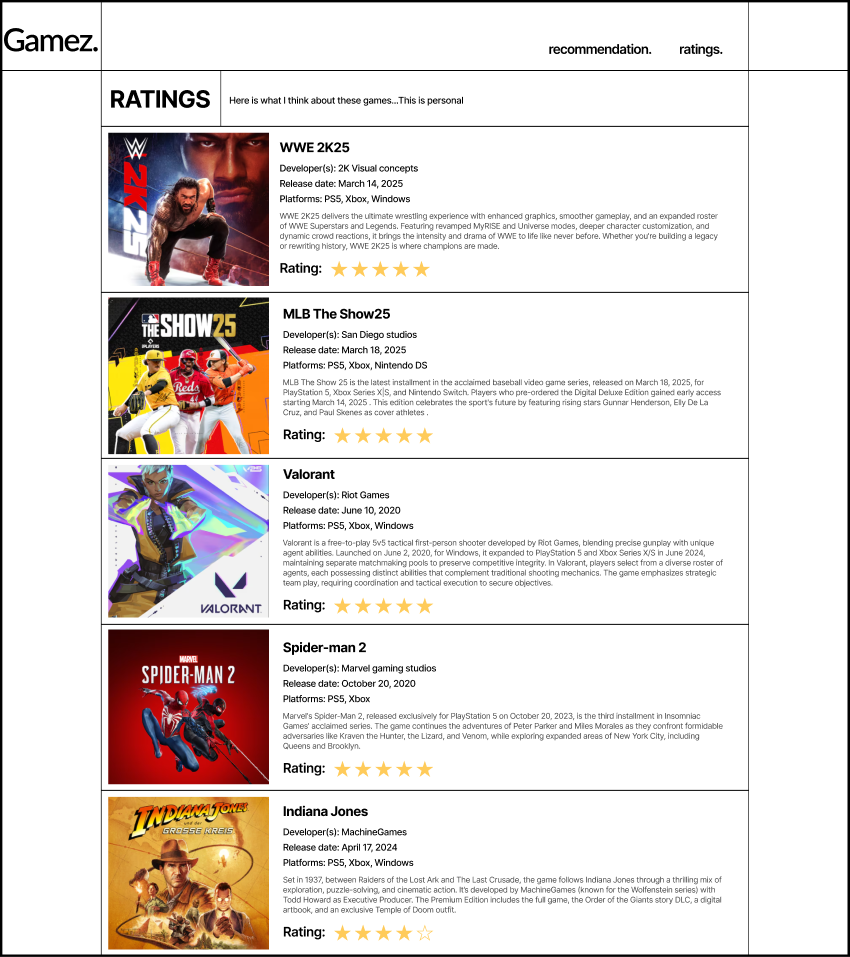 Gamez.
recommendation.
ratings.
RATINGS
Here is what I think about these games...This is personal
2K25
WWE 2K25
Developer(s): 2K Visual concepts
Release date: March 14, 2025
Platforms: PS5, Xbox, Windows
WWE 2K25 delivers the ultimate wrestling experience with enhanced graphics, smoother gameplay, and an expanded roster
of WWE Superstars and Legends. Featuring revamped MyRISE and Universe modes, deeper character customization, and
dynamic crowd reactions, it brings the intensity and drama of WWE to life like never before. Whether you're building a legacy
or rewriting history, WWE 2K25 is where champions are made.
Rating:
THE SHOW25
Reds
MLB The Show25
Developer(s): San Diego studios
Release date: March 18, 2025
Platforms: PS5, Xbox, Nintendo DS
MLB The Show 25 is the latest installment in the acclaimed baseball video game series, released on March 18, 2025, for
PlayStation 5, Xbox Series X|S, and Nintendo Switch. Players who pre-ordered the Digital Deluxe Edition gained early access
starting March 14, 2025 . This edition celebrates the sport's future by featuring rising stars Gunnar Henderson, Elly De La
Cruz, and Paul Skenes as cover athletes .
Rating:
V25
VALORANT
Valorant
Developer(s): Riot Games
Release date: June 10, 2020
Platforms: PS5, Xbox, Windows
Valorant is a free-to-play 5v5 tactical first-person shooter developed by Riot Games, blending precise gunplay with unique
agent abilities. Launched on June 2, 2020, for Windows, it expanded to PlayStation 5 and Xbox Series X/S in June 2024,
maintaining separate matchmaking pools to preserve competitive integrity. In Valorant, players select from a diverse roster of
agents, each possessing distinct abilities that complement traditional shooting mechanics. The game emphasizes strategic
team play, requiring coordination and tactical execution to secure objectives.
Rating:
MARVEL
SPIDER-MAN 2
Spider-man 2
Developer(s): Marvel gaming studios
Release date: October 20, 2020
Platforms: PS5, Xbox
Marvel's Spider-Man 2, released exclusively for PlayStation 5 on October 20, 2023, is the third installment in Insomniac
Games' acclaimed series. The game continues the adventures of Peter Parker and Miles Morales as they confront formidable
adversaries like Kraven the Hunter, the Lizard, and Venom, while exploring expanded areas of New York City, including
Queens and Brooklyn.
Rating:
INDIANA JONES
und der
GROSSE KREIS
Indiana Jones
Developer(s): MachineGames
Release date: April 17, 2024
Platforms: PS5, Xbox, Windows
Set in 1937, between Raiders of the Lost Ark and The Last Crusade, the game follows Indiana Jones through a thrilling mix of
exploration, puzzle-solving, and cinematic action. It's developed by MachineGames (known for the Wolfenstein series) with
Todd Howard as Executive Producer. The Premium Edition includes the full game, the Order of the Giants story DLC, a digital
artbook, and an exclusive Temple of Doom outfit.
Rating: